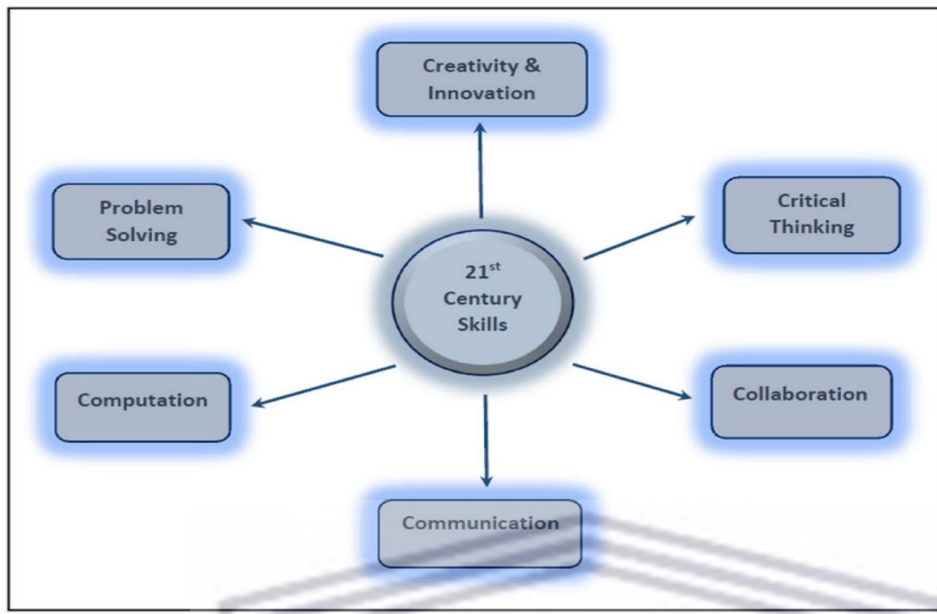 Creativity &
Innovation
Problem
Solving
Critical
Thinking
21st
Century
Skills
Computation
Collaboration
Communication